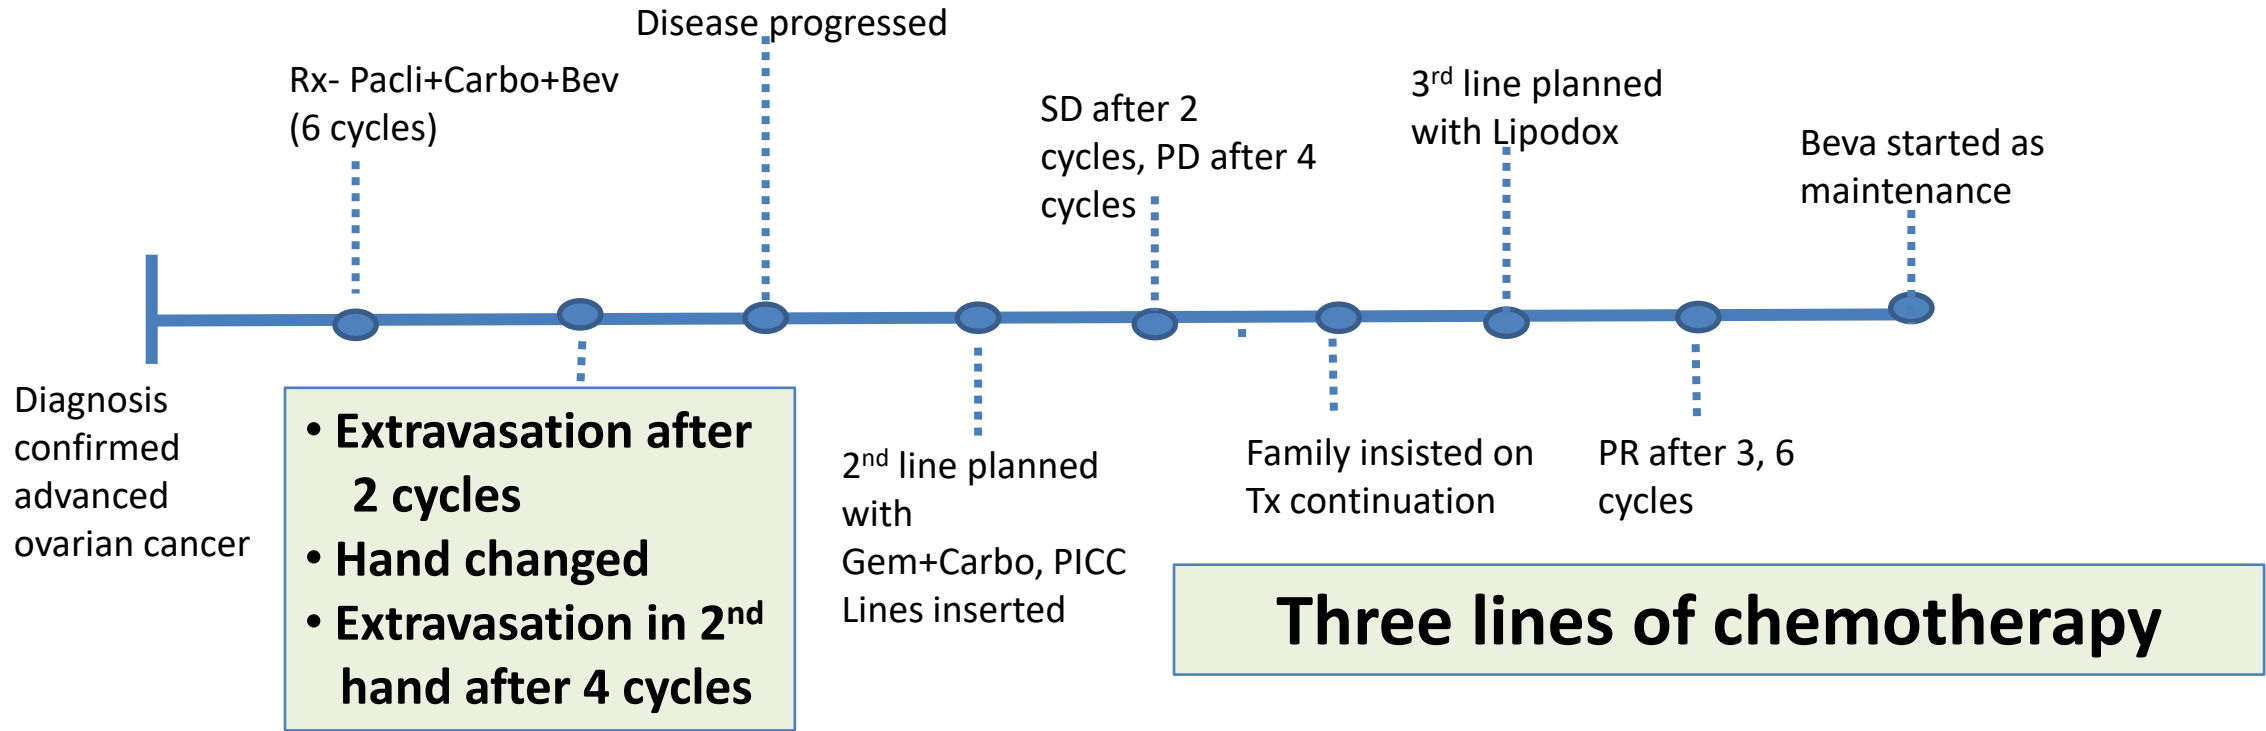 Diagnosis
confirmed
advanced
ovarian cancer
Rx- Pacli+Carbo+Bev
(6 cycles)
• Extravasation after
2 cycles
• Hand changed
• Extravasation in 2nd
hand after 4 cycles
Disease progressed
2nd line planned
with
Gem+Carbo, PICC
Lines inserted
SD after 2
cycles, PD after 4
cycles
Family insisted on
Tx continuation
3rd line planned
with Lipodox
PR after 3, 6
cycles
Beva started as
maintenance
Three lines of chemotherapy